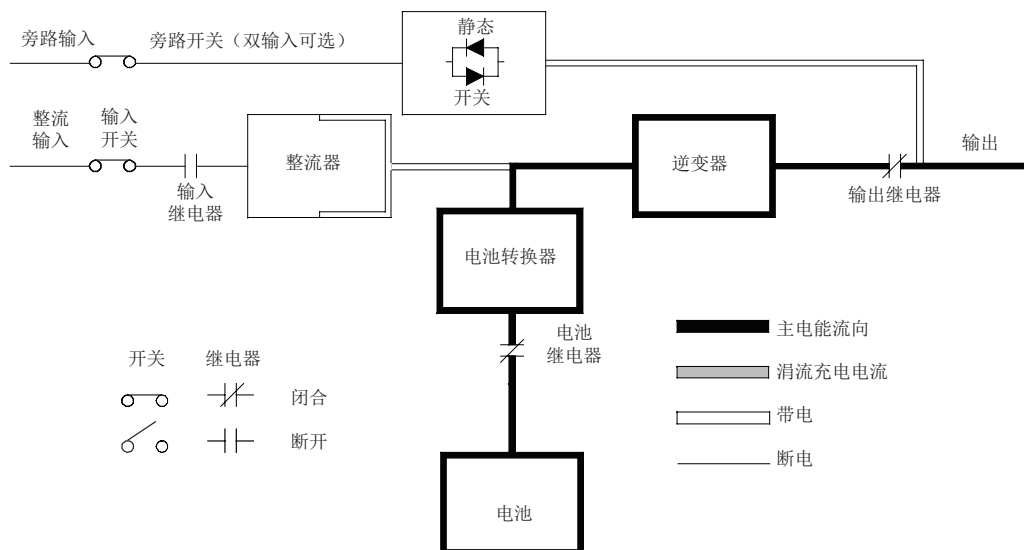 旁路输入
旁路开关（双输入可选）
静态
开关
整流
输入
输入
开关
整流器
逆变器
输出
输入
继电器
输出继电器
电池转换器
电池
继电器
主电能流向
开关
继电器
涓流充电电流
闭合
带电
断开
断电
电池